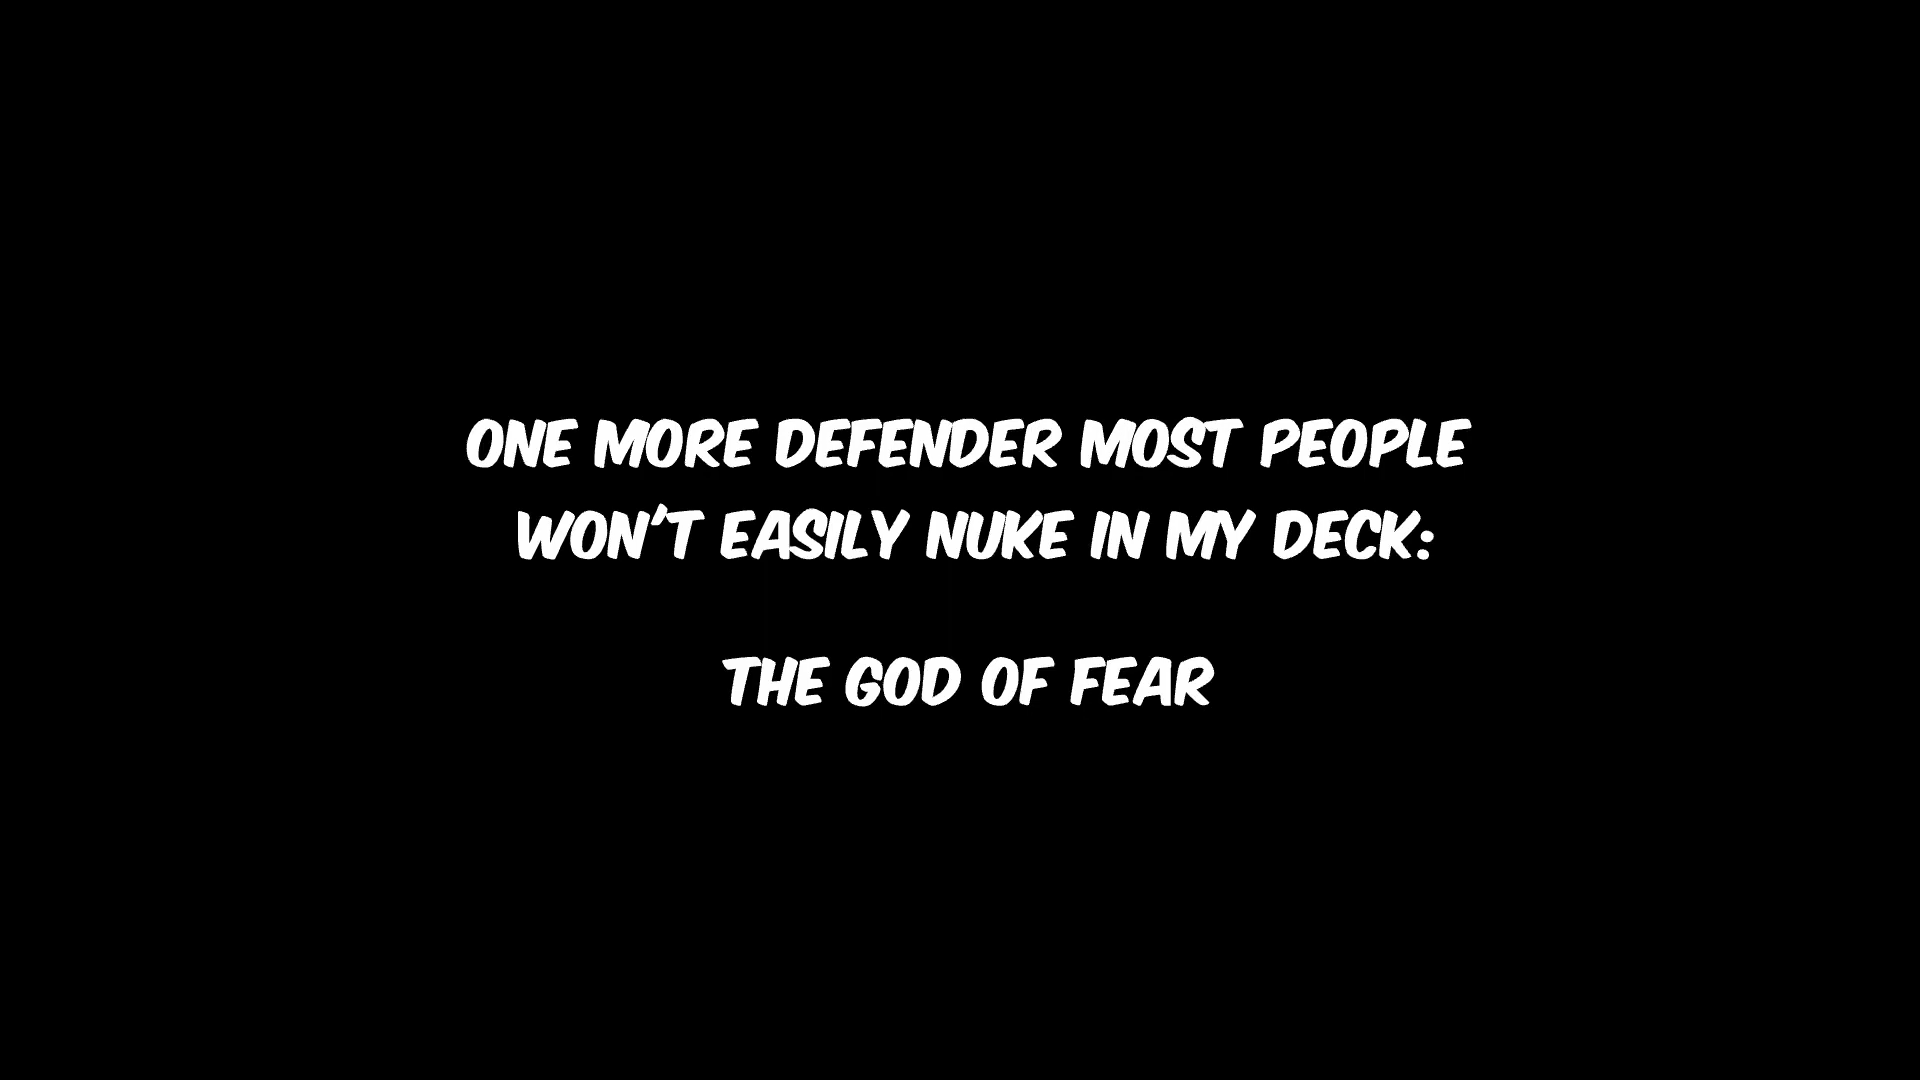 ONE MORE DEFENDER MOST PEOPLE
WON'T EASILY NUKE IN MY DECK:
THE GOD OF FEAR